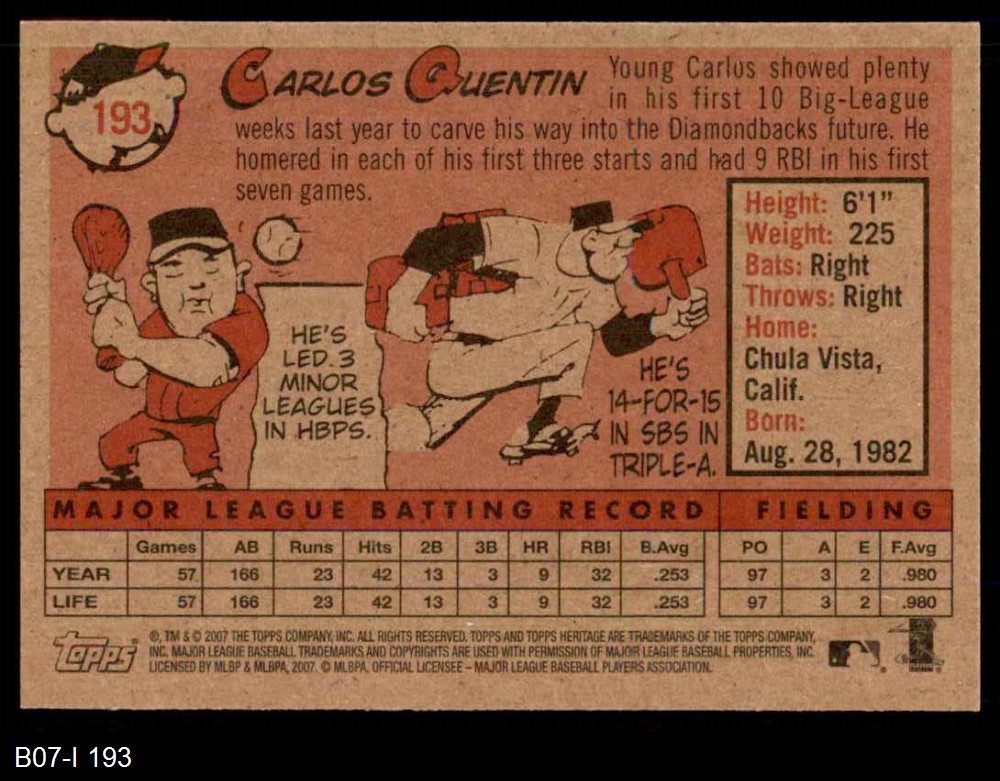 193
CARLOS QUENTIN
Young Carlos showed plenty
in his first 10 Big-League
weeks last year to carve his way into the Diamondbacks future. He
homered in each of his first three starts and had 9 RBI in his first
seven games.
HE'S
LED 3
MINOR
LEAGUES
IN HBPS.
HE'S
14-FOR-15
IN SBS IN
TRIPLE-A.
Height: 6'1"
Weight: 225
Bats: Right
Throws: Right
Home:
Chula Vista,
Calif.
Born:
Aug. 28, 1982
MAJOR LEAGUE BATTING RECORD FIELDING
Games AB Runs Hits 2B 3B HR RBI B.Avg PO A E F.Avg
YEAR 57 166 23 42 13 3 9 32 .253 97 3 2 .980
LIFE 57 166 23 42 13 3 9 32 .253 97 3 2 .980
Topps
®, TM & © 2007 THE TOPPS COMPANY, INC. ALL RIGHTS RESERVED. TOPPS AND TOPPS HERITAGE ARE TRADEMARKS OF THE TOPPS COMPANY,
INC. MAJOR LEAGUE BASEBALL TRADEMARKS AND COPYRIGHTS ARE USED WITH PERMISSION OF MAJOR LEAGUE BASEBALL PROPERTIES, INC.
LICENSED BY MLBP & MLBPA, 2007. © MLBPA. OFFICIAL LICENSEE – MAJOR LEAGUE BASEBALL PLAYERS ASSOCIATION.
B07-I 193